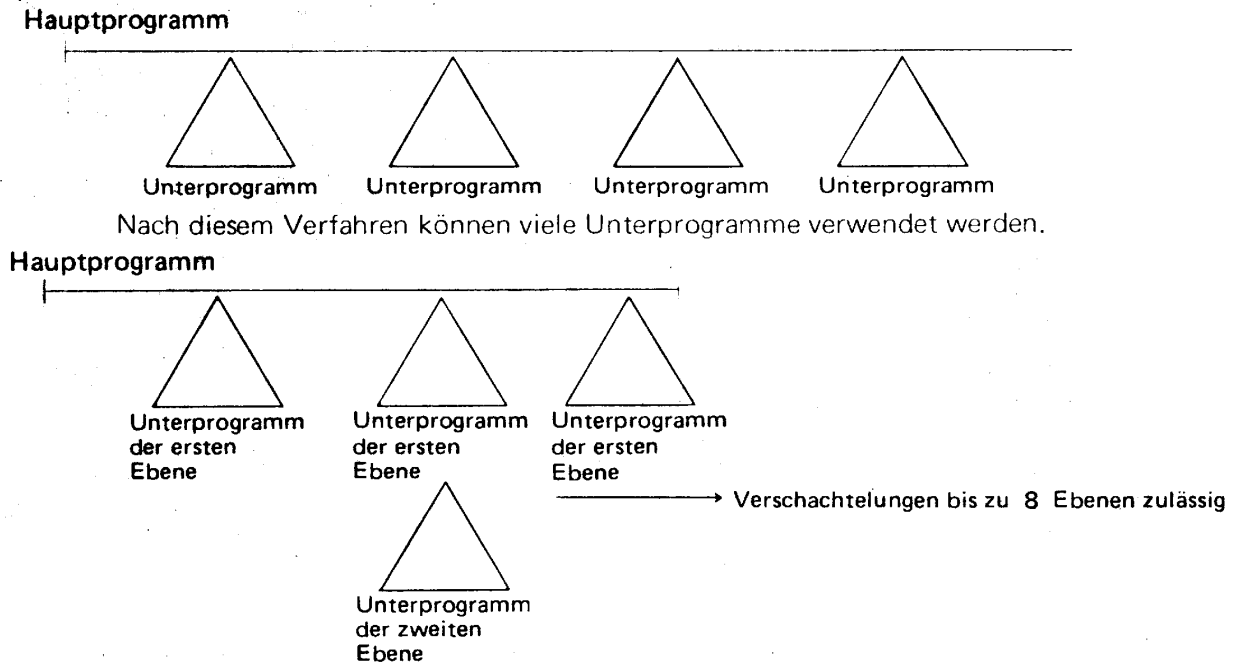 Hauptprogramm
Unterprogramm Unterprogramm Unterprogramm Unterprogramm
Nach diesem Verfahren können viele Unterprogramme verwendet werden.
Hauptprogramm
Unterprogramm
der ersten
Ebene
Unterprogramm
der ersten
Ebene
Unterprogramm
der ersten
Ebene
Verschachtelungen bis zu 8 Ebenen zulässig
Unterprogramm
der zweiten
Ebene